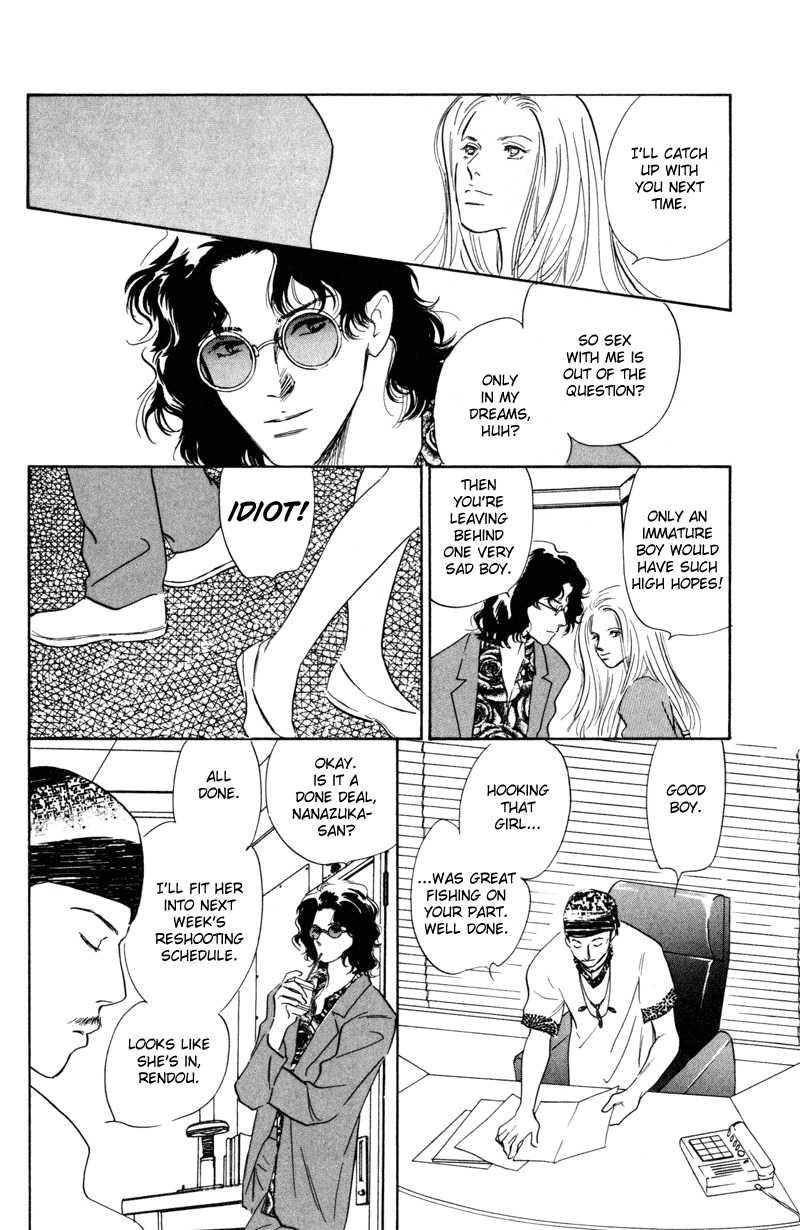 I'LL CATCH
UP WITH
YOU NEXT
TIME.
SO SEX
WITH ME IS
OUT OF THE
QUESTION?
ONLY
IN MY
DREAMS,
HUH?
ONLY AN
IMMATURE
BOY WOULD
HAVE SUCH
HIGH HOPES!
THEN
YOU'RE
LEAVING
BEHIND
ONE VERY
SAD BOY.
IDIOT!
GOOD
BOY.
HOOKING
THAT
GIRL...
...WAS GREAT
FISHING ON
YOUR PART.
WELL DONE.
OKAY.
IS IT A
DONE DEAL,
NANAZUKA-
SAN?
ALL
DONE.
I'LL FIT HER
INTO NEXT
WEEK'S
RESHOOTING
SCHEDULE.
LOOKS LIKE
SHE'S IN,
RENDOU.